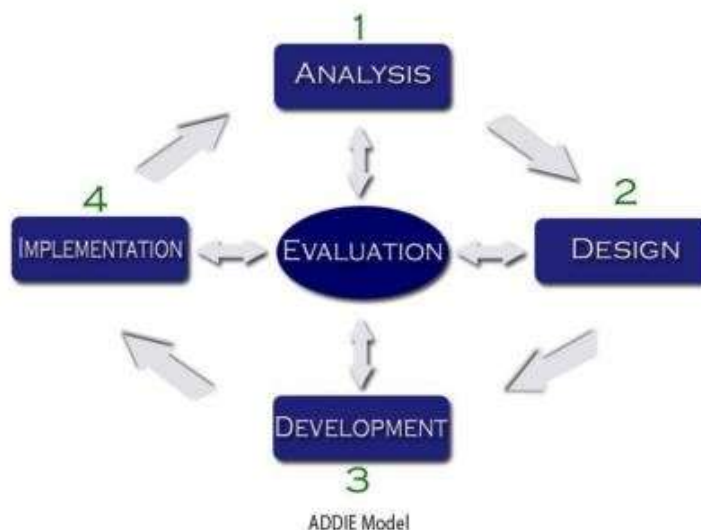 1
ANALYSIS
4
2
IMPLEMENTATION
EVALUATION
DESIGN
DEVELOPMENT
3
ADDIE Model